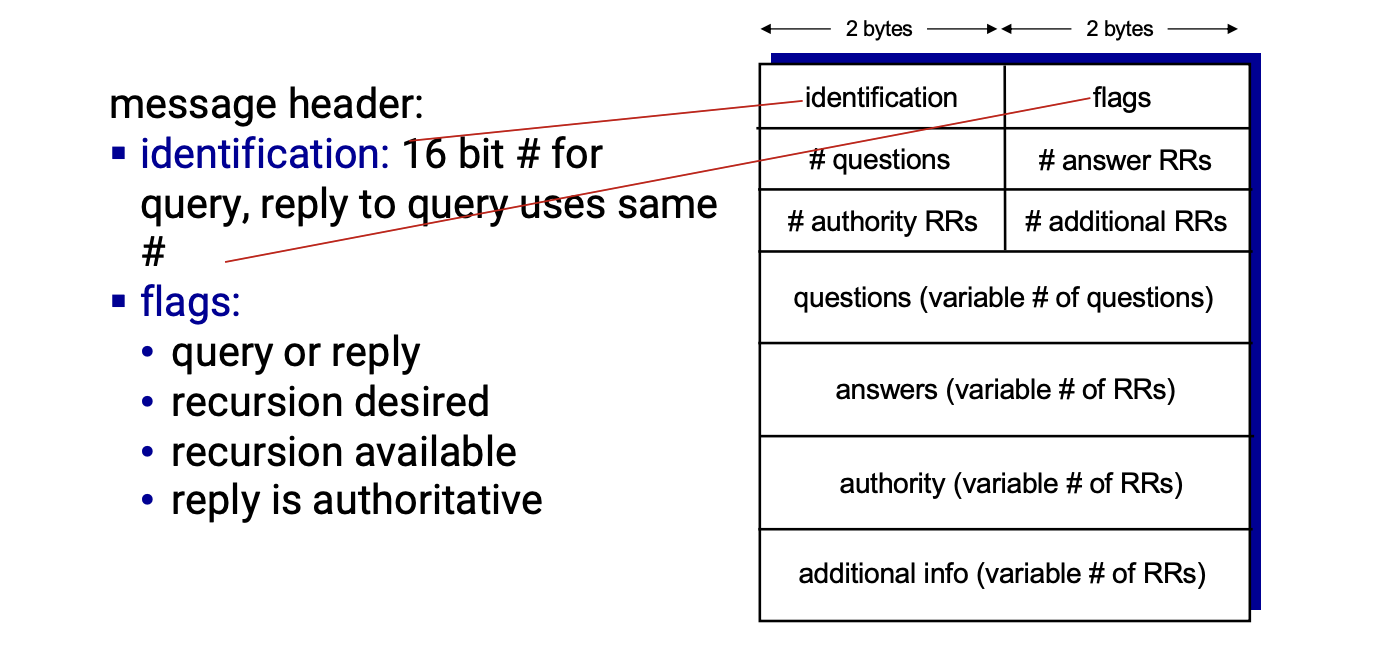 message header:
identification: 16 bit # for
query, reply to query uses same
#
flags:
query or reply
recursion desired
recursion available
reply is authoritative
2 bytes 2 bytes
identification flags
# questions # answer RRs
# authority RRs # additional RRs
questions (variable # of questions)
answers (variable # of RRs)
authority (variable # of RRs)
additional info (variable # of RRs)